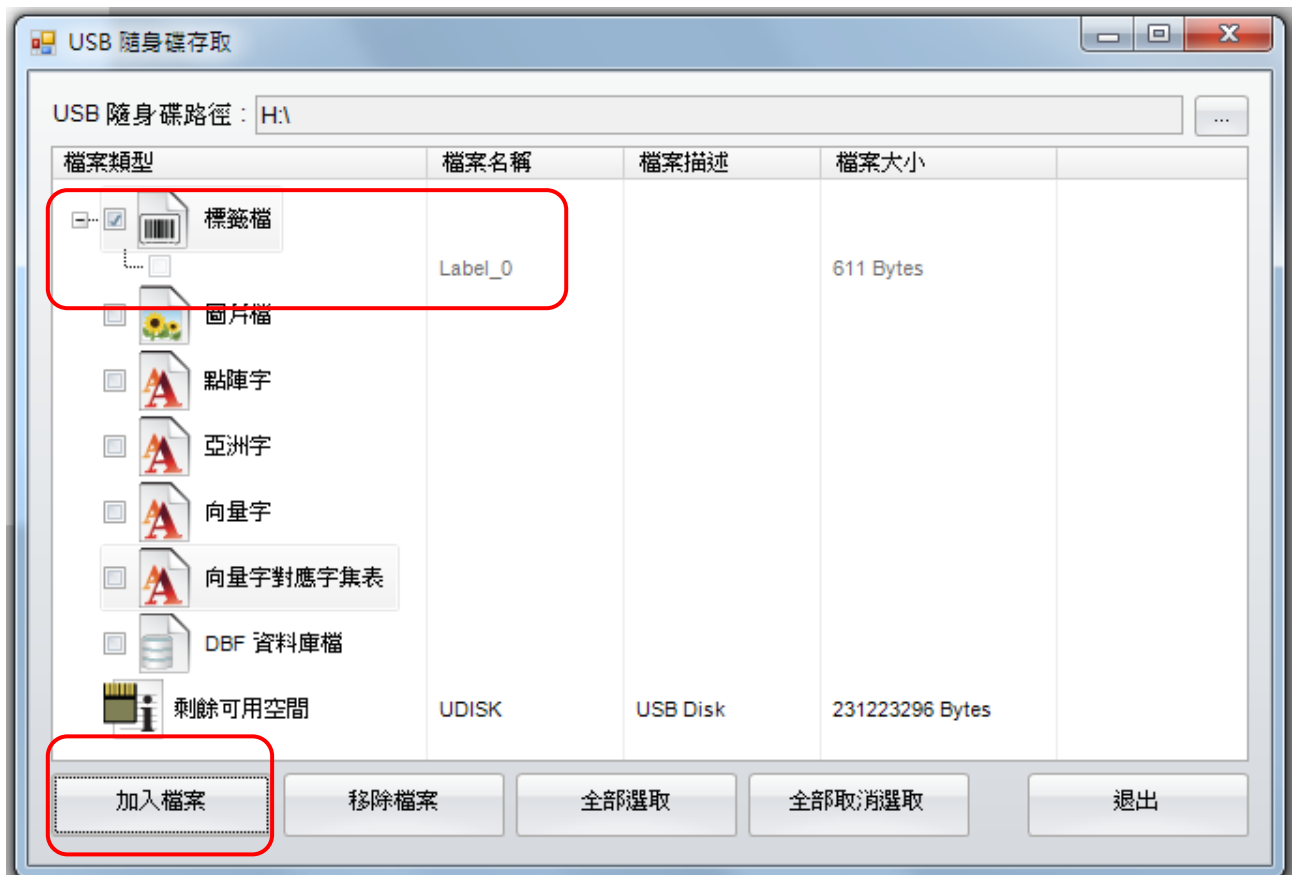 USB 隨身碟存取
USB 隨身碟路徑：H:\ ...
檔案類型 檔案名稱 檔案描述 檔案大小
標籤檔
Label_0 611 Bytes
圖片檔
點陣字
亞洲字
向量字
向量字對應字集表
DBF 資料庫檔
剩餘可用空間 UDISK USB Disk 231223296 Bytes
加入檔案 移除檔案 全部選取 全部取消選取 退出